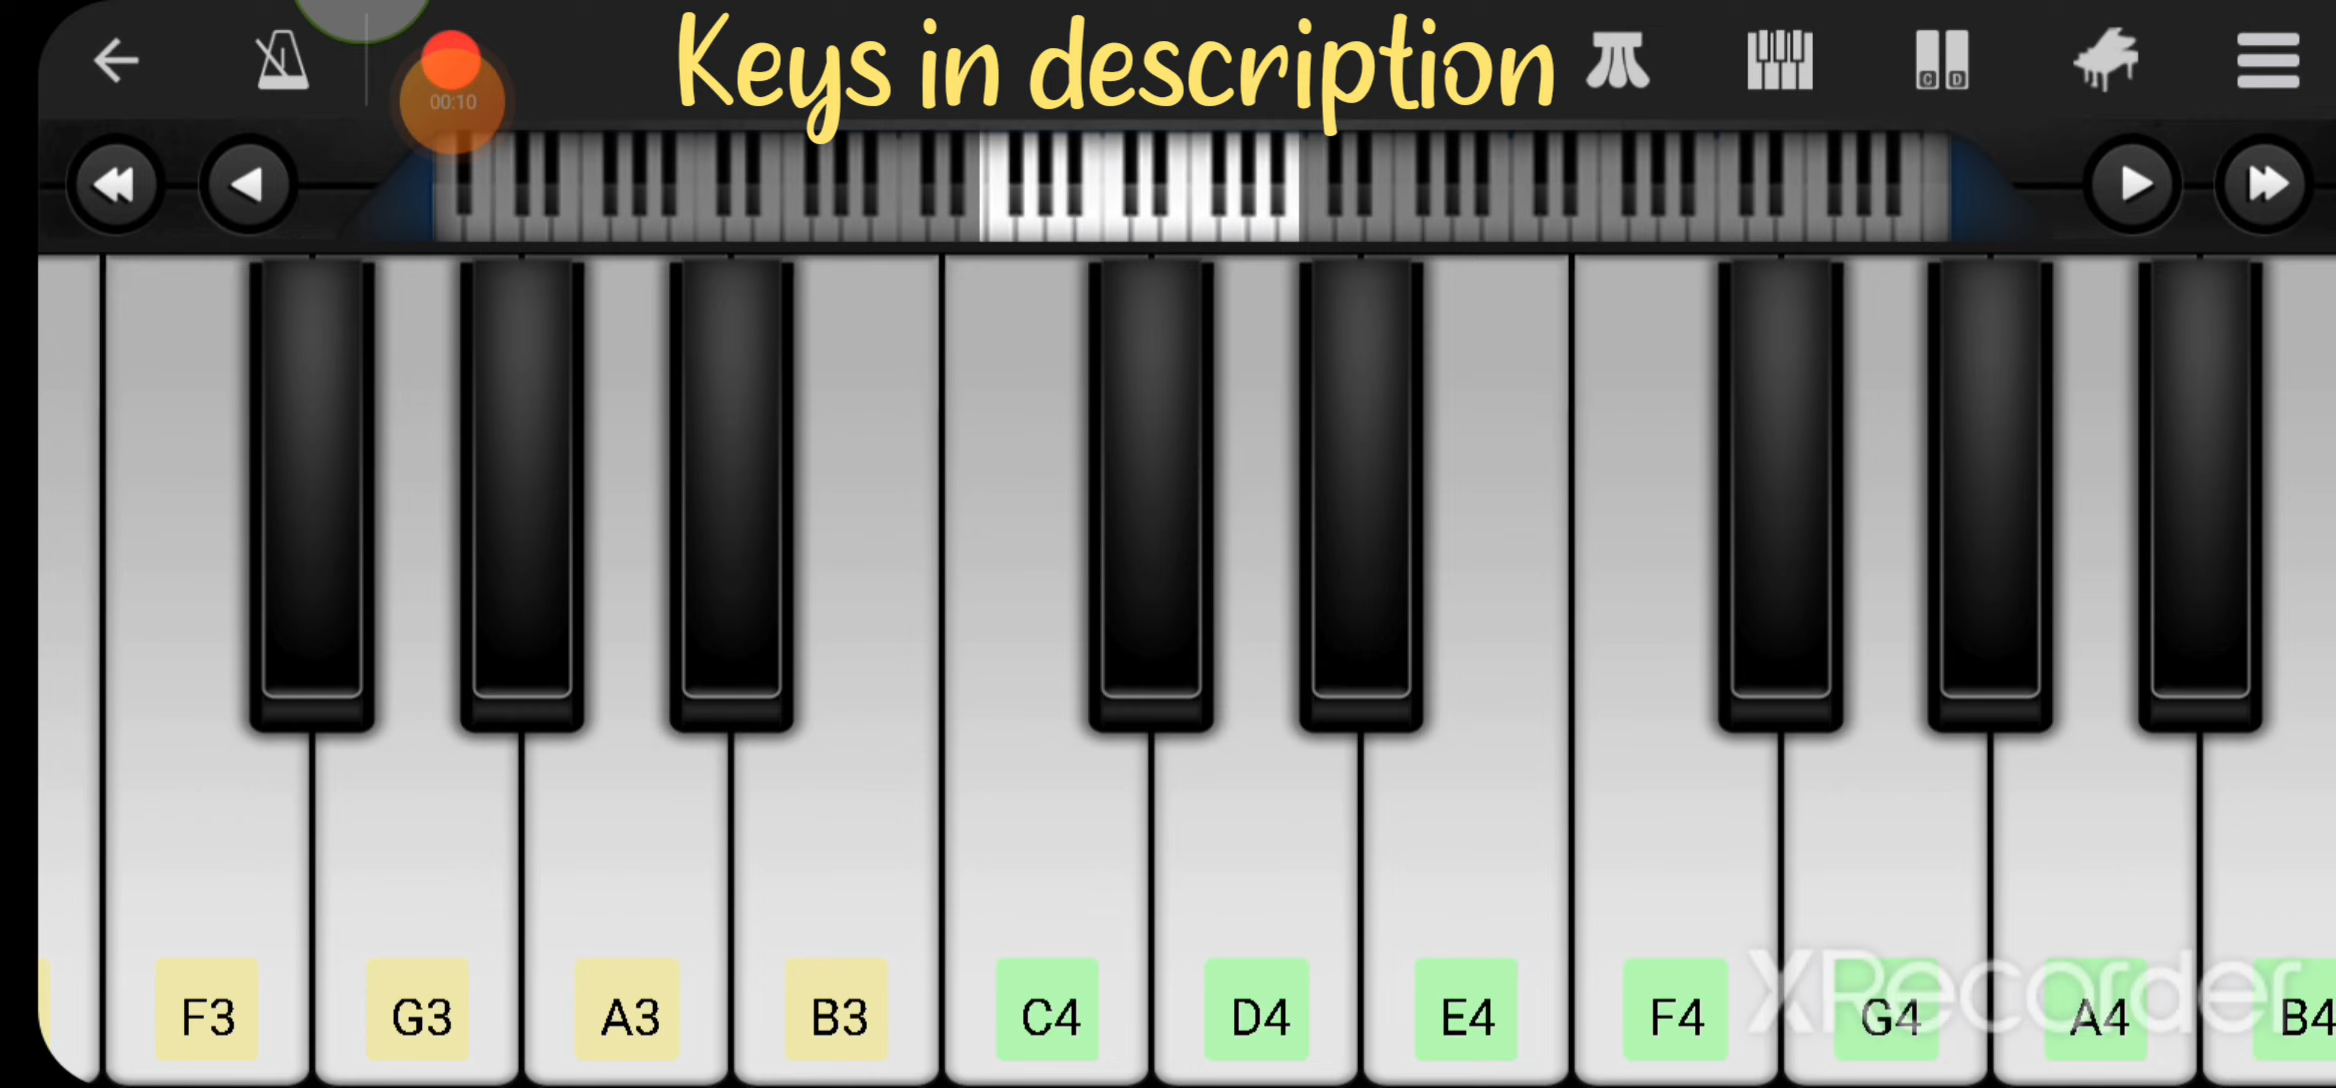 Keys in description
00:10
C D
F3 G3 A3 B3 C4 D4 E4 F4 G4 A4 B4
XRecorder